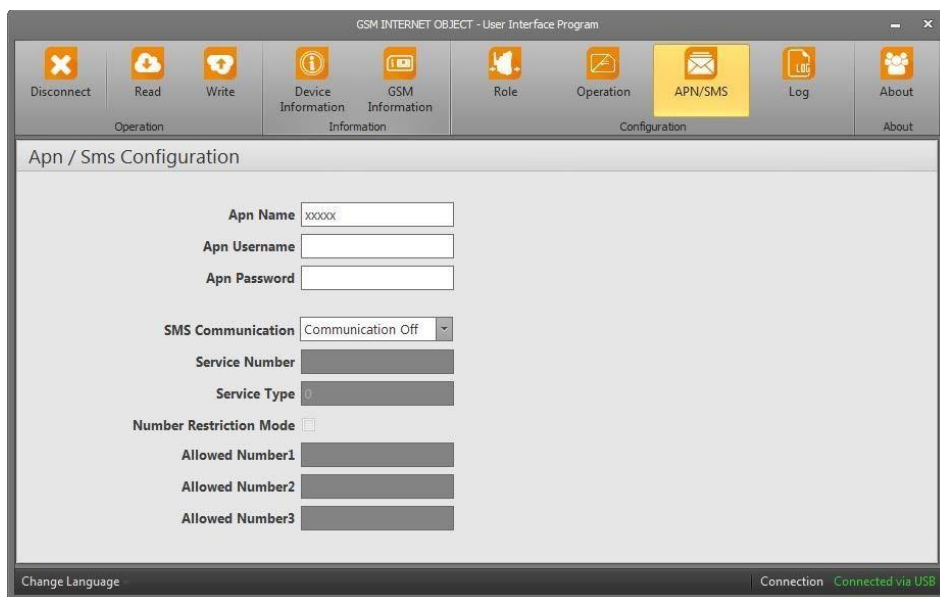 GSM INTERNET OBJECT - User Interface Program
Disconnect
Read
Write
Device
Information
GSM
Information
Role
Operation
APN/SMS
LOG
Log
About
Operation
Information
Configuration
About
Apn / Sms Configuration
Apn Name xxxxx
Apn Username
Apn Password
SMS Communication Communication Off
Service Number
Service Type 0
Number Restriction Mode
Allowed Number1
Allowed Number2
Allowed Number3
Change Language
Connection Connected via USB